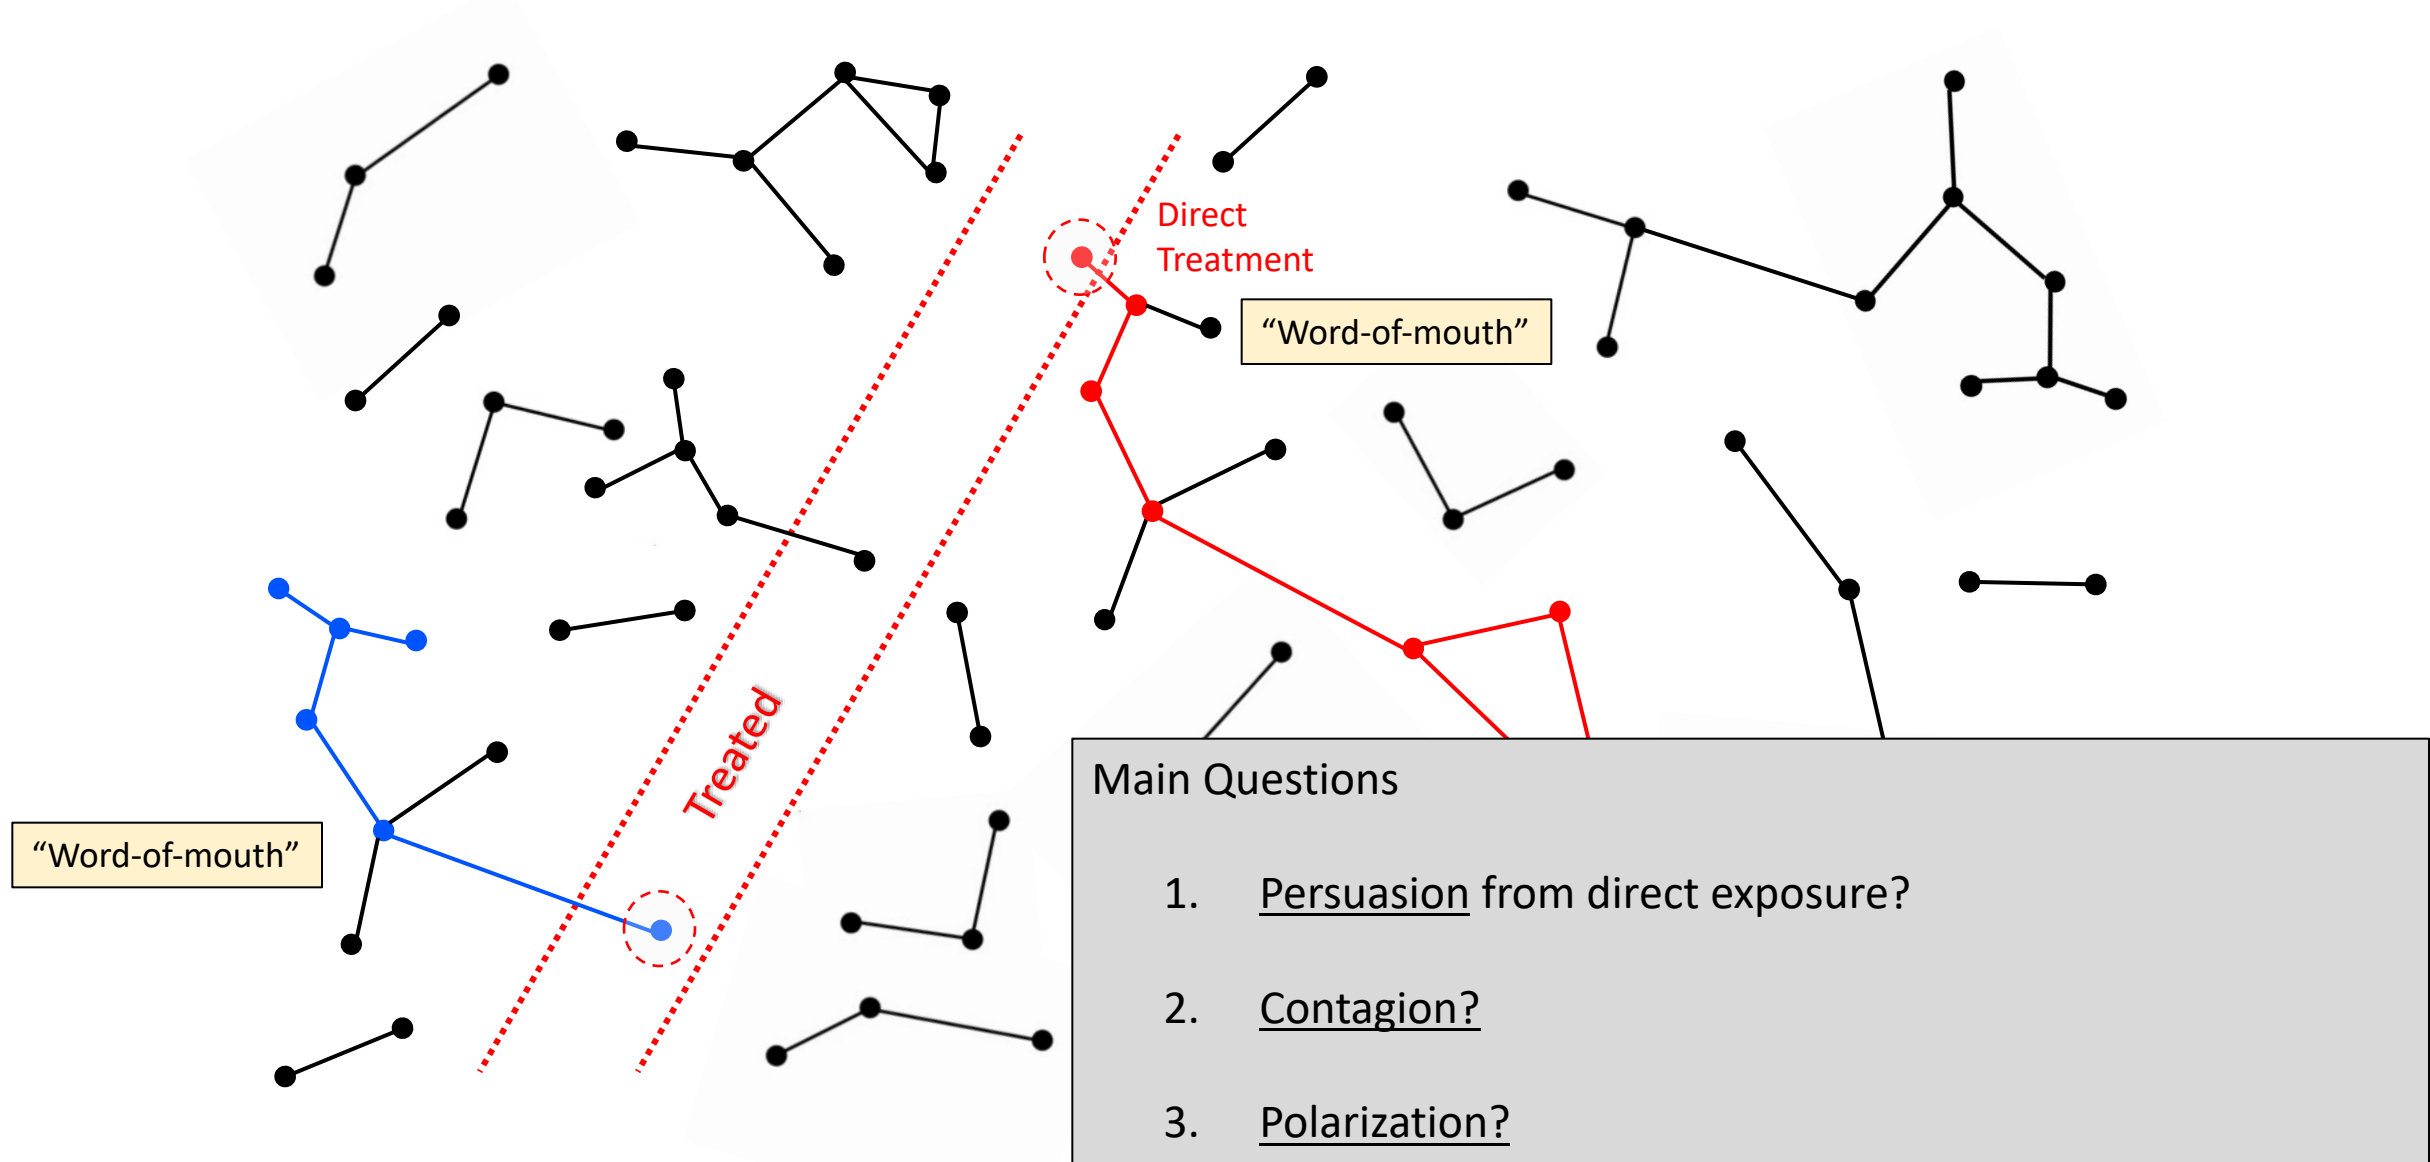 Direct
Treatment
“Word-of-mouth”
Treated
“Word-of-mouth”
Main Questions
1. Persuasion from direct exposure?
2. Contagion?
3. Polarization?